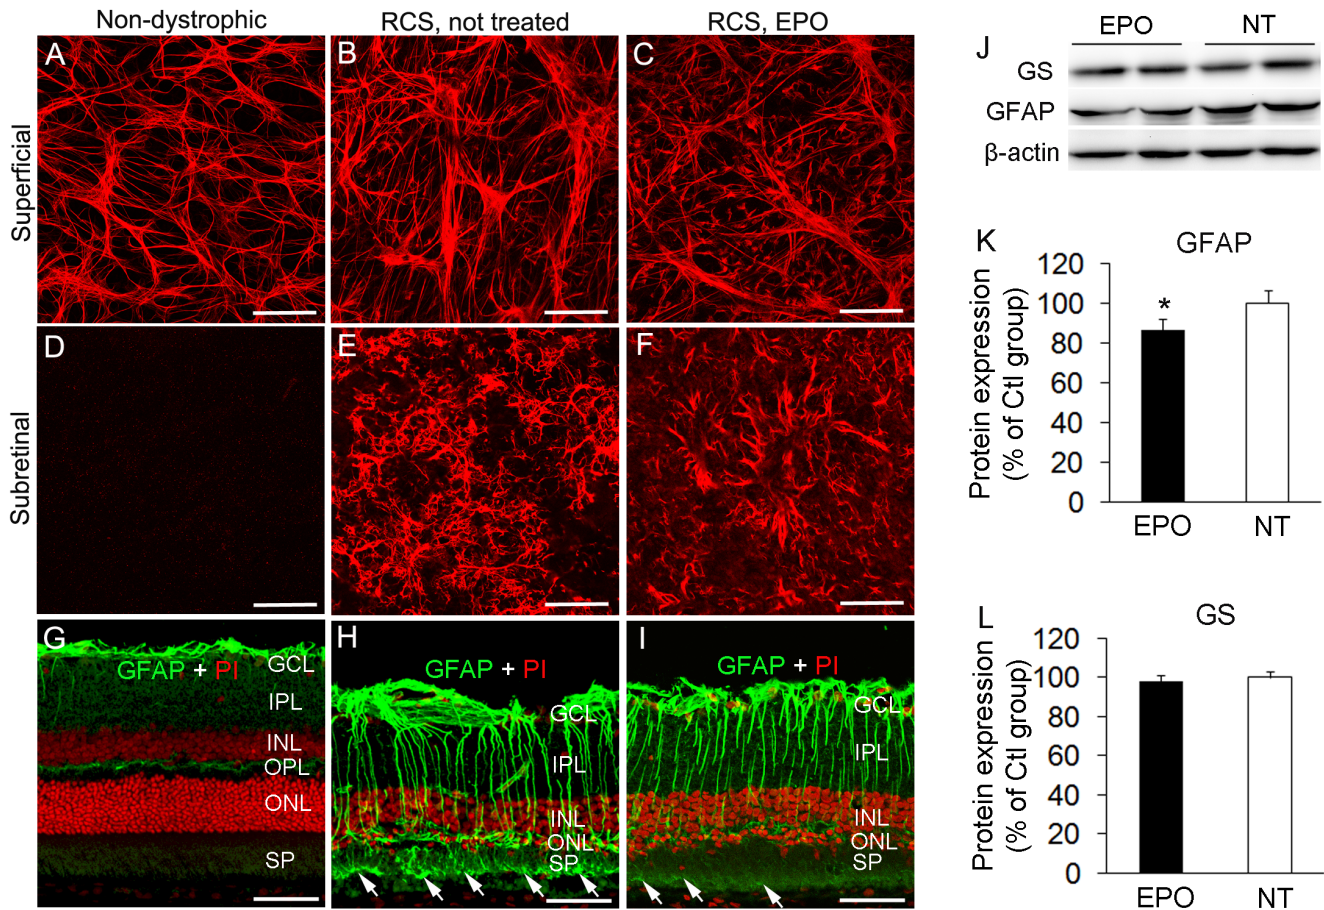 Non-dystrophic
RCS, not treated
RCS, EPO
Superficial
A
B
C
Subretinal
D
E
F
G
GFAP + PI
GCL
IPL
INL
OPL
ONL
SP
H
GFAP + PI
GCL
IPL
INL
ONL
SP
I
GFAP + PI
GCL
IPL
INL
ONL
SP
J
EPO NT
GS
GFAP
β-actin
K
GFAP
Protein expression
(% of Ctl group)
120
100
80
60
40
20
0
*
EPO NT
L
GS
Protein expression
(% of Ctl group)
120
100
80
60
40
20
0
EPO NT